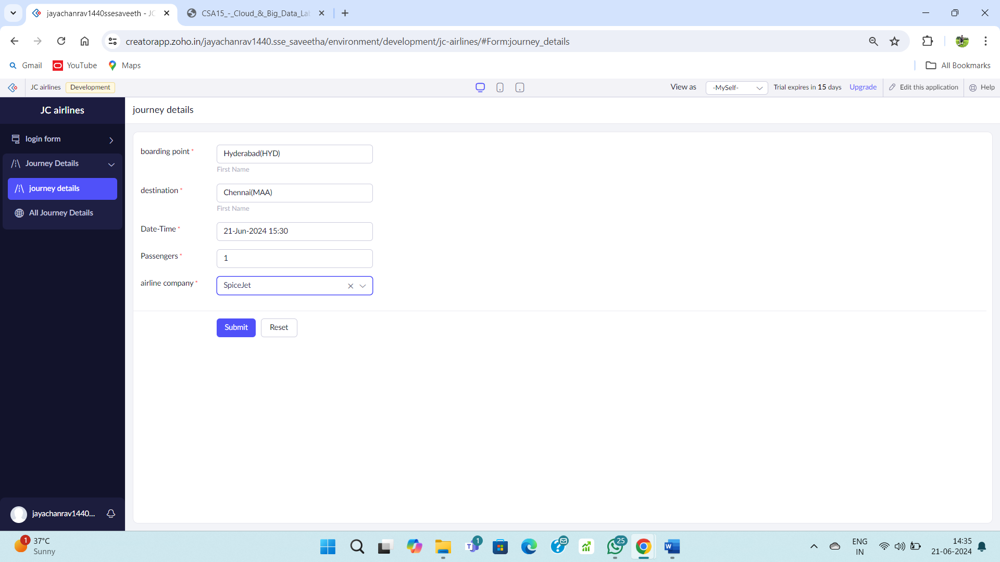 jayachanrav1440ssesaveeth - JC
CSA15_-_Cloud_&_Big_Data_Lab
creatorapp.zoho.in/jayachanrav1440.sse_saveetha/environment/development/jc-airlines/#Form:journey_details
Gmail YouTube Maps All Bookmarks
JC airlines Development View as -MySelf- Trial expires in 15 days Upgrade Edit this application Help
JC airlines
journey details
login form
Journey Details
journey details
All Journey Details
boarding point * Hyderabad(HYD)
First Name
destination * Chennai(MAA)
First Name
Date-Time * 21-Jun-2024 15:30
Passengers * 1
airline company * SpiceJet
Submit Reset
jayachanrav1440...
1 37°C
Sunny
1
25
ENG
IN
14:35
21-06-2024